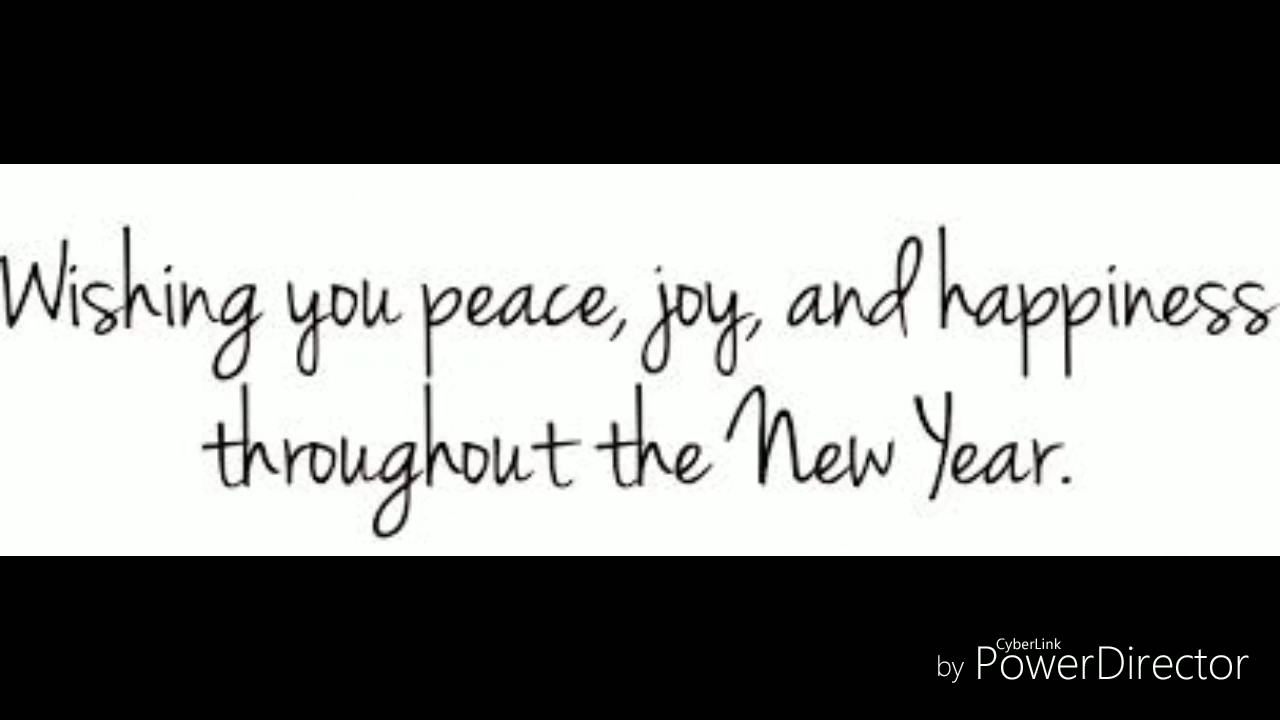 Wishing you peace, joy, and happiness
throughout the New Year.
CyberLink
by PowerDirector